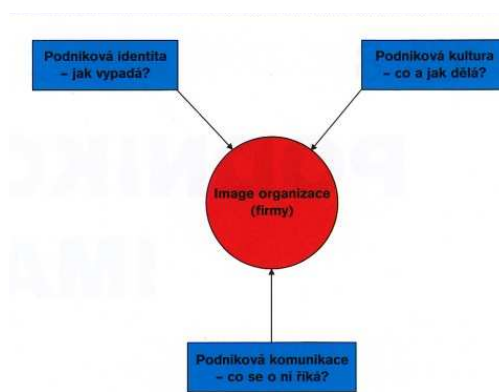 Podniková identita
– jak vypadá?
Podniková kultura
– co a jak dělá?
Image organizace
(firmy)
Podniková komunikace
– co se o ní říká?